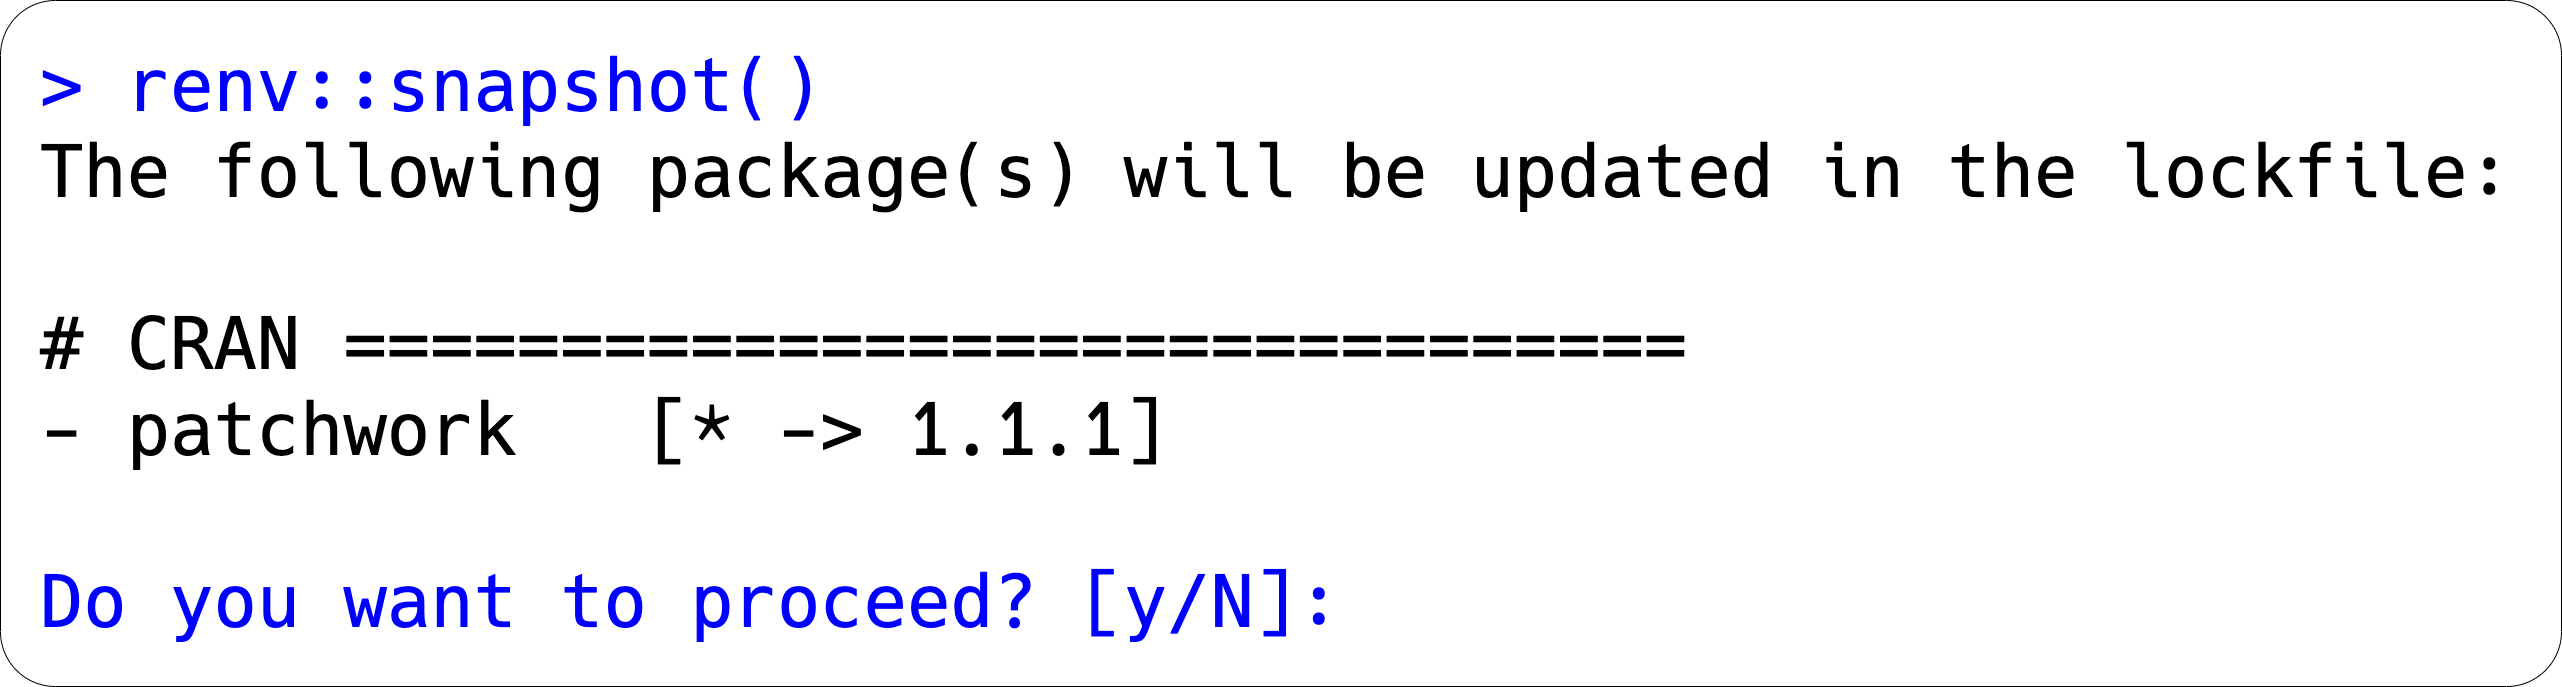 > renv::snapshot()
The following package(s) will be updated in the lockfile:
# CRAN ===============================
- patchwork   [* -> 1.1.1]
Do you want to proceed? [y/N]: